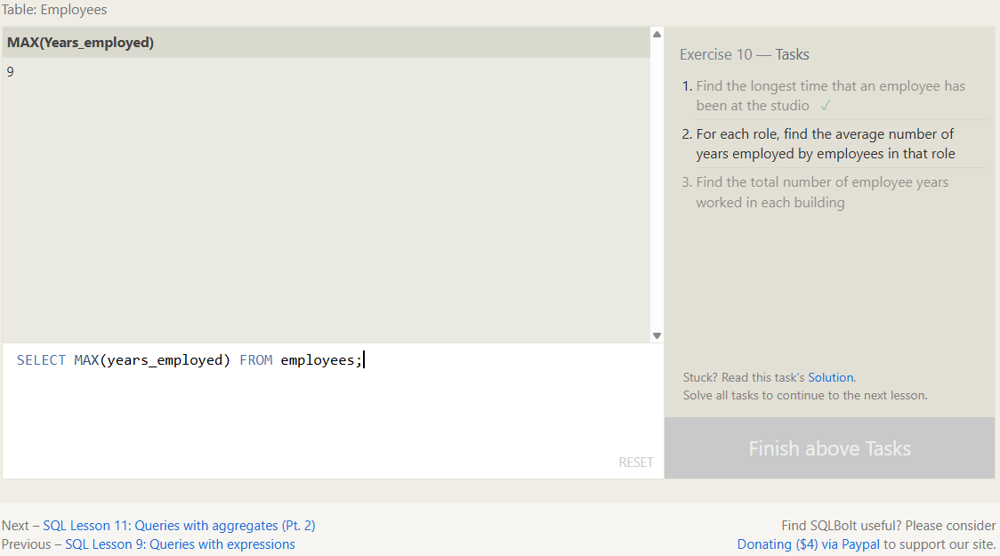 Table: Employees
MAX(Years_employed)
9
SELECT MAX(years_employed) FROM employees;
RESET
Exercise 10 — Tasks
1. Find the longest time that an employee has
been at the studio ✓
2. For each role, find the average number of
years employed by employees in that role
3. Find the total number of employee years
worked in each building
Stuck? Read this task's Solution.
Solve all tasks to continue to the next lesson.
Finish above Tasks
Next – SQL Lesson 11: Queries with aggregates (Pt. 2)
Previous – SQL Lesson 9: Queries with expressions
Find SQLBolt useful? Please consider
Donating ($4) via Paypal to support our site.